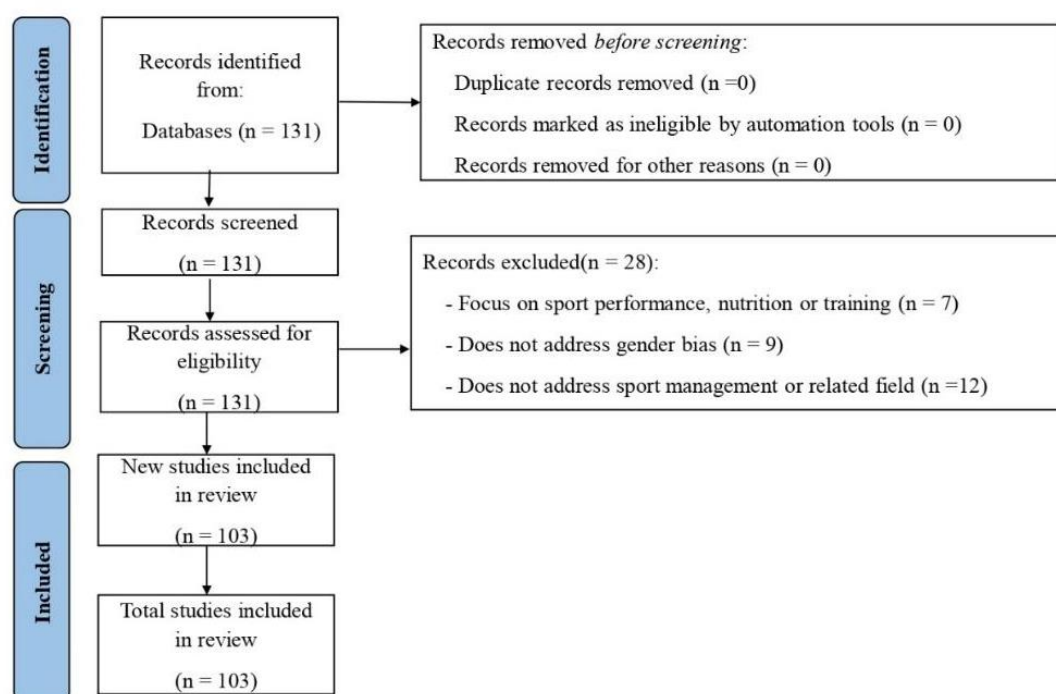 Identification
Records identified
from:
Databases (n = 131)
Records removed before screening:
Duplicate records removed (n =0)
Records marked as ineligible by automation tools (n = 0)
Records removed for other reasons (n = 0)
Screening
Records screened
(n = 131)
Records assessed for
eligibility
(n = 131)
Records excluded(n = 28):
- Focus on sport performance, nutrition or training (n = 7)
- Does not address gender bias (n = 9)
- Does not address sport management or related field (n =12)
Included
New studies included
in review
(n = 103)
Total studies included
in review
(n = 103)